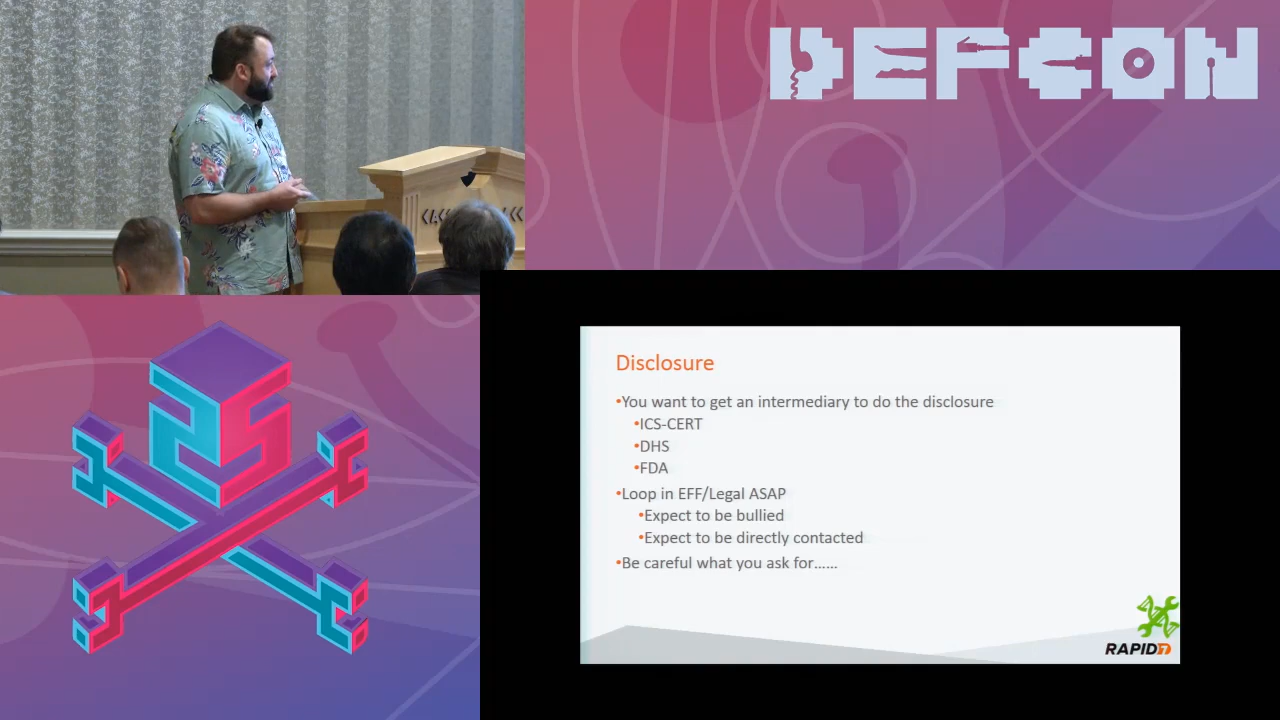 DEFCON
Disclosure
•You want to get an intermediary to do the disclosure
•ICS-CERT
•DHS
•FDA
•Loop in EFF/Legal ASAP
•Expect to be bullied
•Expect to be directly contacted
•Be careful what you ask for......
RAPID7